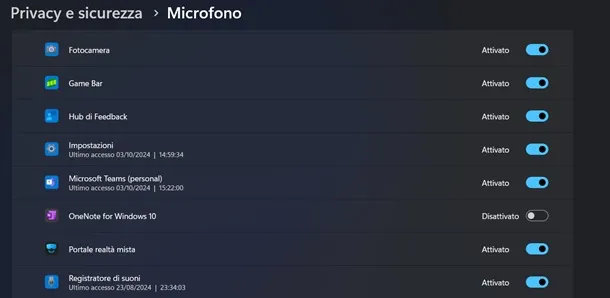 Privacy e sicurezza > Microfono
Fotocamera Attivato
Game Bar Attivato
Hub di Feedback Attivato
Impostazioni Attivato
Ultimo accesso 03/10/2024 | 14:59:34
Microsoft Teams (personal) Attivato
Ultimo accesso 03/10/2024 | 15:22:00
OneNote for Windows 10 Disattivato
Portale realtà mista Attivato
Registratore di suoni Attivato
Ultimo accesso 23/08/2024 | 23:34:03